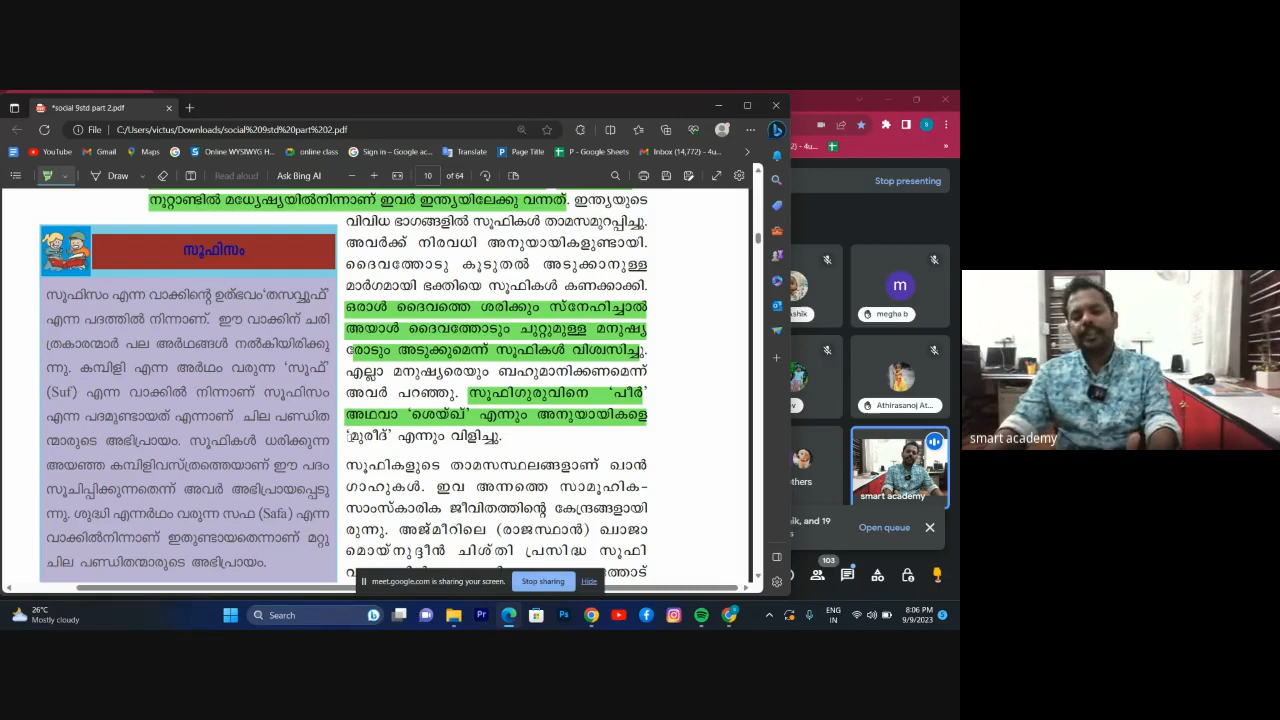 *social 9std part 2.pdf
File C:/Users/victus/Downloads/social%209std%20part%202.pdf
YouTube Gmail Maps Online WYSIWYG H... online class Sign in – Google ac... Translate Page Title P - Google Sheets Inbox (14,772) – 4u...
Draw Read aloud Ask Bing AI 10 of 64
നൂറ്റാണ്ടിൽ മധ്യേഷ്യയിൽനിന്നാണ് ഇവർ ഇന്ത്യയിലേക്കു വന്നത്. ഇന്ത്യയുടെ
വിവിധ ഭാഗങ്ങളിൽ സൂഫികൾ താമസമുറപ്പിച്ചു.
അവർക്ക് നിരവധി അനുയായികളുണ്ടായി.
ദൈവത്തോടു കൂടുതൽ അടുക്കാനുള്ള
മാർഗമായി ഭക്തിയെ സൂഫികൾ കണക്കാക്കി.
ഒരാൾ ദൈവത്തെ ശരിക്കും സ്നേഹിച്ചാൽ
അയാൾ ദൈവത്തോടും ചുറ്റുമുള്ള മനുഷ്യ
രോടും അടുക്കുമെന്ന് സൂഫികൾ വിശ്വസിച്ചു.
എല്ലാ മനുഷ്യരെയും ബഹുമാനിക്കണമെന്ന്
അവർ പറഞ്ഞു. സൂഫിഗുരുവിനെ ‘പീർ’
അഥവാ ‘ശെയ്ഖ്’ എന്നും അനുയായികളെ
‘മുരീദ്’ എന്നും വിളിച്ചു.
സൂഫികളുടെ താമസസ്ഥലങ്ങളാണ് ഖാൻ
ഗാഹുകൾ. ഇവ അന്നത്തെ സാമൂഹിക-
സാംസ്കാരിക ജീവിതത്തിന്റെ കേന്ദ്രങ്ങളായി
രുന്നു. അജ്മീറിലെ (രാജസ്ഥാൻ) ഖ്വാജാ
മൊയ്നുദ്ദീൻ ചിശ്തി പ്രസിദ്ധ സൂഫി
സൂഫിസം
സൂഫിസം എന്ന വാക്കിന്റെ ഉത്ഭവം‘തസവ്വുഫ്’
എന്ന പദത്തിൽ നിന്നാണ്. ഈ വാക്കിന് ചരി
ത്രകാരന്മാർ പല അർഥങ്ങൾ നൽകിയിരിക്കു
ന്നു. കമ്പിളി എന്ന അർഥം വരുന്ന ‘സൂഫ്’
(Suf) എന്ന വാക്കിൽ നിന്നാണ് സൂഫിസം
എന്ന പദമുണ്ടായത് എന്നാണ് ചില പണ്ഡിത
ന്മാരുടെ അഭിപ്രായം. സൂഫികൾ ധരിക്കുന്ന
അയഞ്ഞ കമ്പിളിവസ്ത്രത്തെയാണ് ഈ പദം
സൂചിപ്പിക്കുന്നതെന്ന് അവർ അഭിപ്രായപ്പെടു
ന്നു. ശുദ്ധി എന്നർഥം വരുന്ന സഫ (Safa) എന്ന
വാക്കിൽനിന്നാണ് ഇതുണ്ടായതെന്നാണ് മറ്റു
ചില പണ്ഡിതന്മാരുടെ അഭിപ്രായം.
meet.google.com is sharing your screen. Stop sharing Hide
Stop presenting
m
megha b
Athirasanoj At...
others
smart academy
and 19
Open queue
103
26°C
Mostly cloudy
Search
ENG
IN
8:06 PM
9/9/2023
smart academy